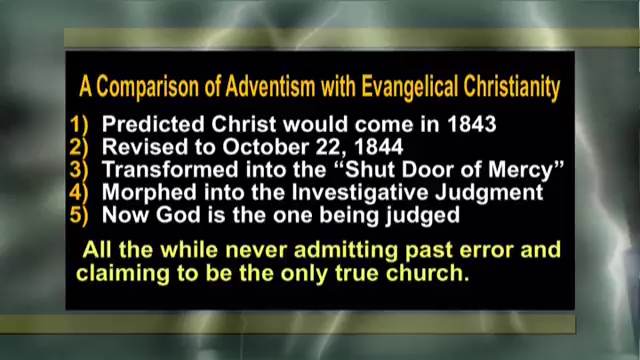 A Comparison of Adventism with Evangelical Christianity
1) Predicted Christ would come in 1843
2) Revised to October 22, 1844
3) Transformed into the “Shut Door of Mercy”
4) Morphed into the Investigative Judgment
5) Now God is the one being judged
All the while never admitting past error and
claiming to be the only true church.